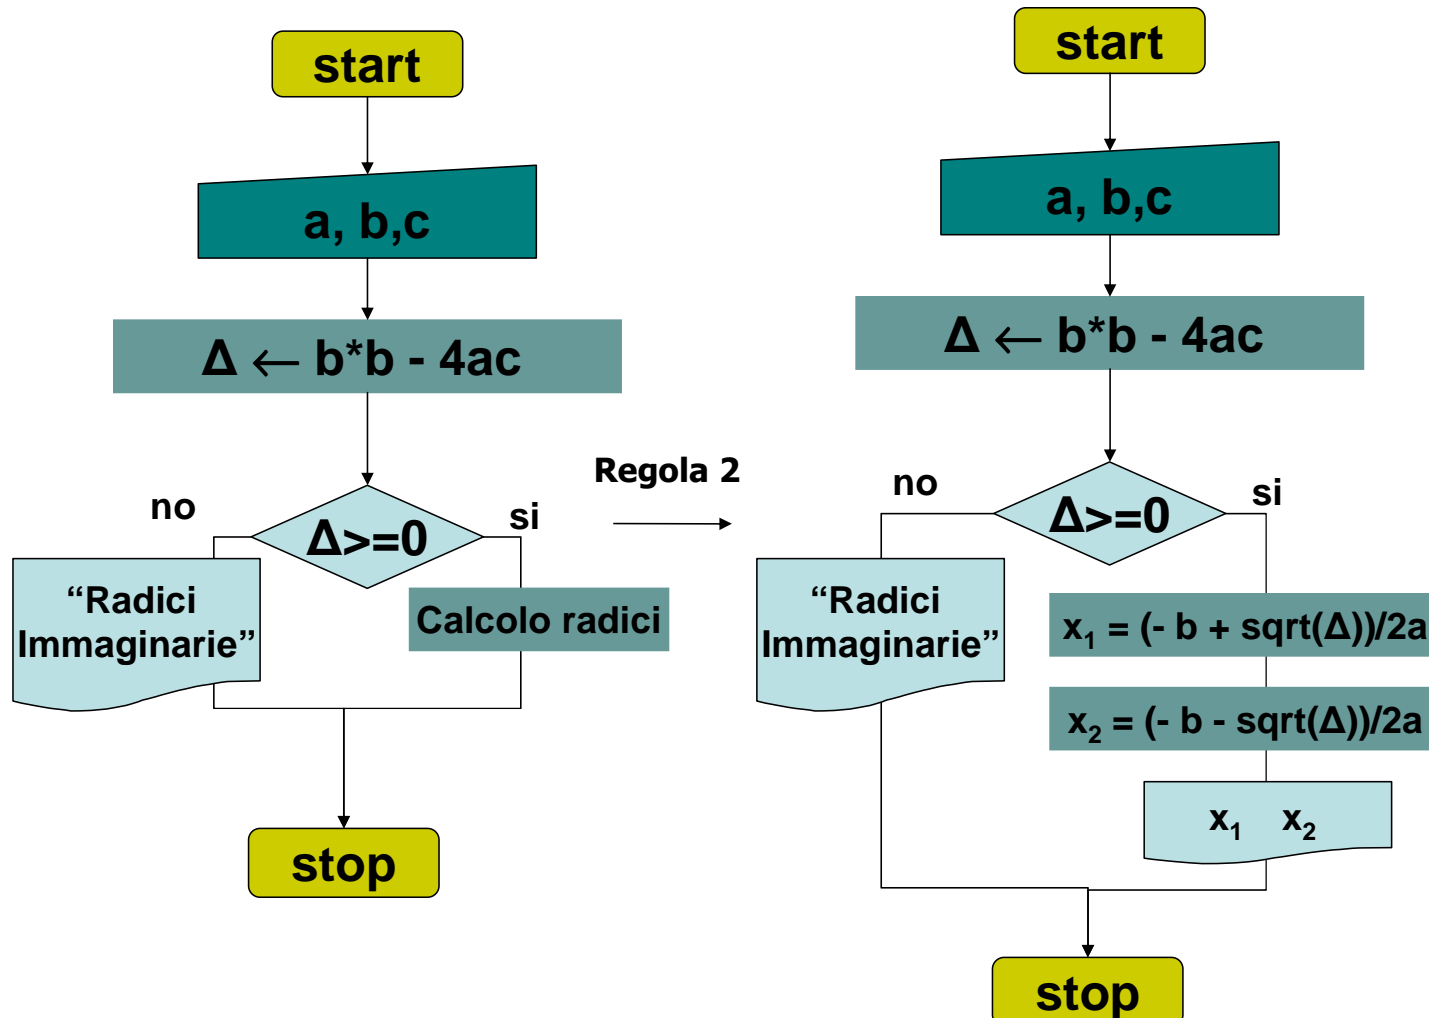 start
a, b,c
Δ ← b*b - 4ac
no
si
Δ>=0
“Radici
Immaginarie”
Calcolo radici
stop
Regola 2
start
a, b,c
Δ ← b*b - 4ac
no
si
Δ>=0
“Radici
Immaginarie”
x₁ = (- b + sqrt(Δ))/2a
x₂ = (- b - sqrt(Δ))/2a
x₁ x₂
stop